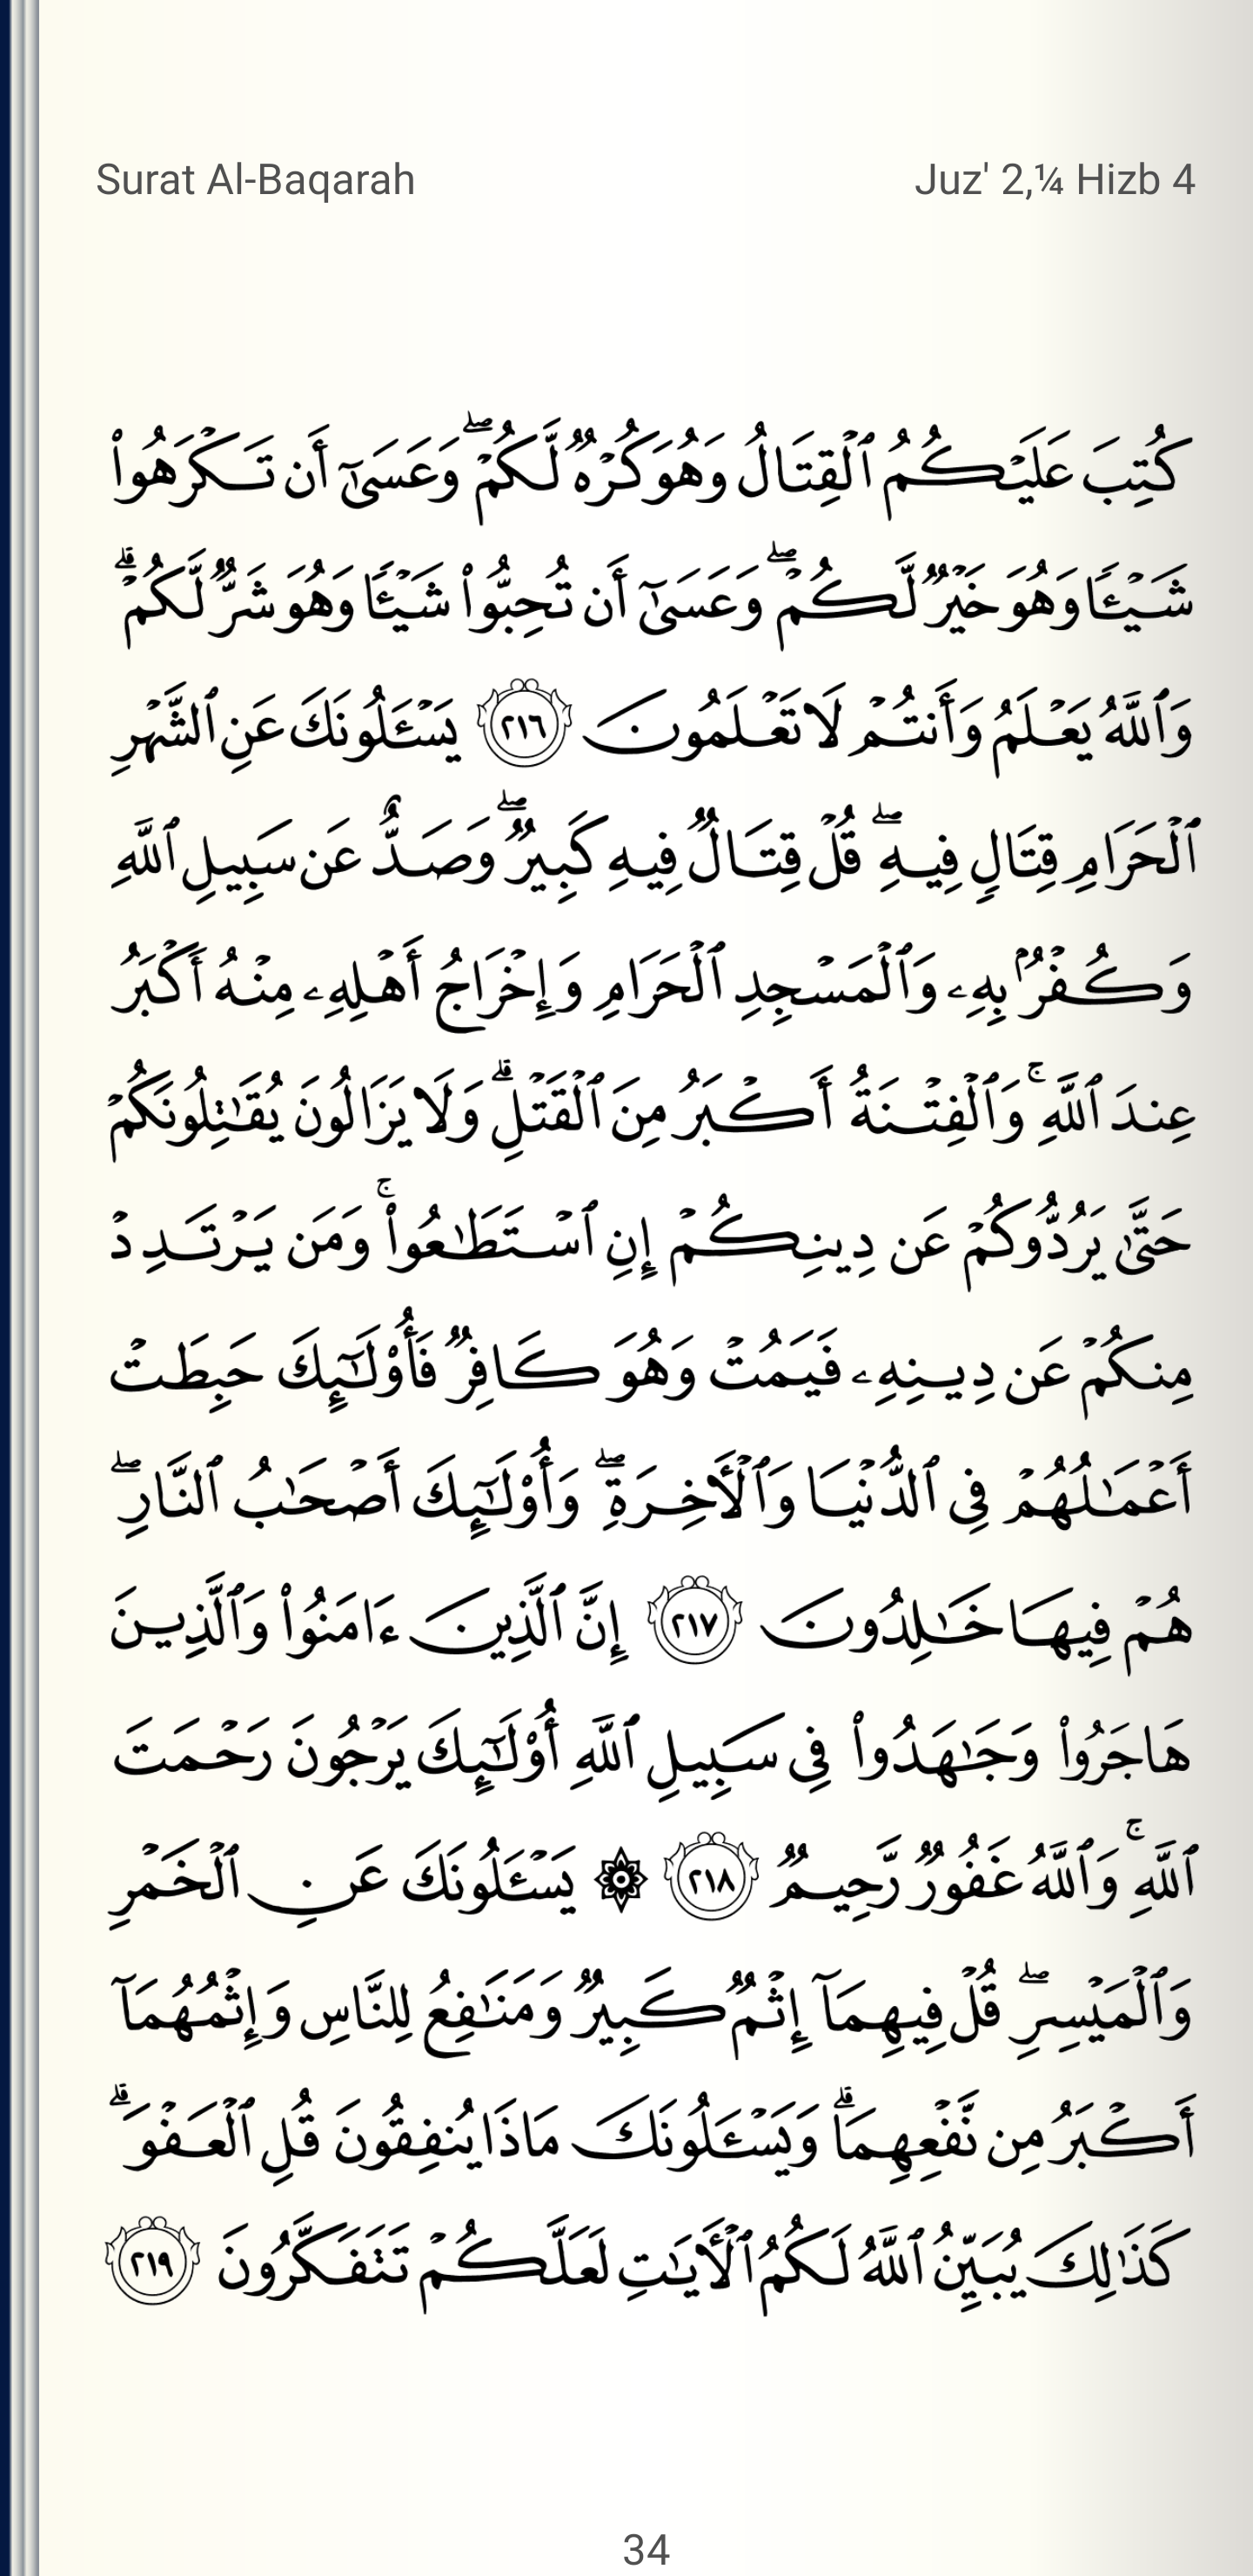 Surat Al-Baqarah
Juz' 2,¼ Hizb 4
كُتِبَ عَلَيۡكُمُ ٱلۡقِتَالُ وَهُوَ كُرۡهٞ لَّكُمۡۖ وَعَسَىٰٓ أَن تَكۡرَهُواْ
شَيۡـٔٗا وَهُوَ خَيۡرٞ لَّكُمۡۖ وَعَسَىٰٓ أَن تُحِبُّواْ شَيۡـٔٗا وَهُوَ شَرّٞ لَّكُمۡۚ
وَٱللَّهُ يَعۡلَمُ وَأَنتُمۡ لَا تَعۡلَمُونَ ٢١٦ يَسۡـَٔلُونَكَ عَنِ ٱلشَّهۡرِ
ٱلۡحَرَامِ قِتَالٖ فِيهِۖ قُلۡ قِتَالٞ فِيهِ كَبِيرٞۖ وَصَدٌّ عَن سَبِيلِ ٱللَّهِ
وَكُفۡرُۢ بِهِۦ وَٱلۡمَسۡجِدِ ٱلۡحَرَامِ وَإِخۡرَاجُ أَهۡلِهِۦ مِنۡهُ أَكۡبَرُ
عِندَ ٱللَّهِۚ وَٱلۡفِتۡنَةُ أَكۡبَرُ مِنَ ٱلۡقَتۡلِۗ وَلَا يَزَالُونَ يُقَٰتِلُونَكُمۡ
حَتَّىٰ يَرُدُّوكُمۡ عَن دِينِكُمۡ إِنِ ٱسۡتَطَٰعُواْۚ وَمَن يَرۡتَدِدۡ
مِنكُمۡ عَن دِينِهِۦ فَيَمُتۡ وَهُوَ كَافِرٞ فَأُوْلَٰٓئِكَ حَبِطَتۡ
أَعۡمَٰلُهُمۡ فِي ٱلدُّنۡيَا وَٱلۡأٓخِرَةِۖ وَأُوْلَٰٓئِكَ أَصۡحَٰبُ ٱلنَّارِۖ
هُمۡ فِيهَا خَٰلِدُونَ ٢١٧ إِنَّ ٱلَّذِينَ ءَامَنُواْ وَٱلَّذِينَ
هَاجَرُواْ وَجَٰهَدُواْ فِي سَبِيلِ ٱللَّهِ أُوْلَٰٓئِكَ يَرۡجُونَ رَحۡمَتَ
ٱللَّهِۚ وَٱللَّهُ غَفُورٞ رَّحِيمٞ ٢١٨ ۞ يَسۡـَٔلُونَكَ عَنِ ٱلۡخَمۡرِ
وَٱلۡمَيۡسِرِۖ قُلۡ فِيهِمَآ إِثۡمٞ كَبِيرٞ وَمَنَٰفِعُ لِلنَّاسِ وَإِثۡمُهُمَآ
أَكۡبَرُ مِن نَّفۡعِهِمَاۗ وَيَسۡـَٔلُونَكَ مَاذَا يُنفِقُونَ قُلِ ٱلۡعَفۡوَۗ
كَذَٰلِكَ يُبَيِّنُ ٱللَّهُ لَكُمُ ٱلۡأٓيَٰتِ لَعَلَّكُمۡ تَتَفَكَّرُونَ ٢١٩
34